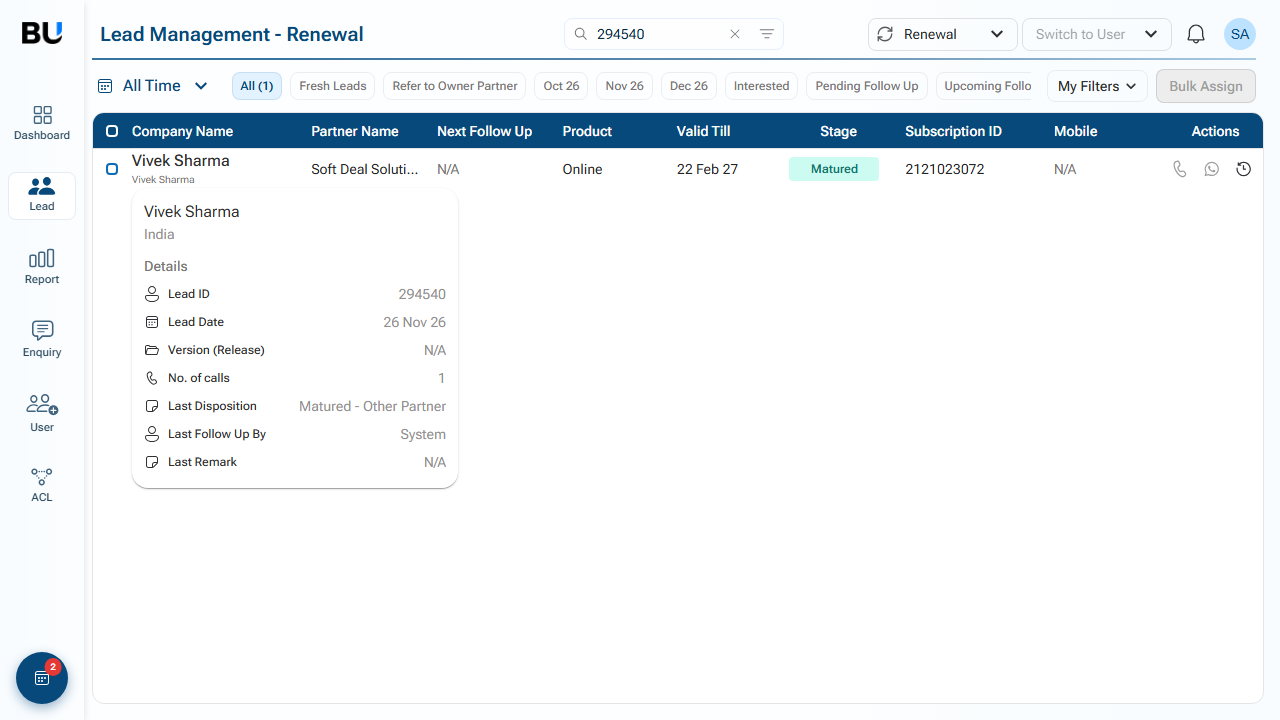 BU
Lead Management - Renewal
294540
Renewal
Switch to User
SA
All Time
All (1)
Fresh Leads
Refer to Owner Partner
Oct 26
Nov 26
Dec 26
Interested
Pending Follow Up
Upcoming Follo
My Filters
Bulk Assign
Dashboard
Lead
Report
Enquiry
User
ACL
2
Company Name Partner Name Next Follow Up Product Valid Till Stage Subscription ID Mobile Actions
Vivek Sharma Soft Deal Soluti... N/A Online 22 Feb 27 Matured 2121023072 N/A
Vivek Sharma
Vivek Sharma
India
Details
Lead ID 294540
Lead Date 26 Nov 26
Version (Release) N/A
No. of calls 1
Last Disposition Matured - Other Partner
Last Follow Up By System
Last Remark N/A